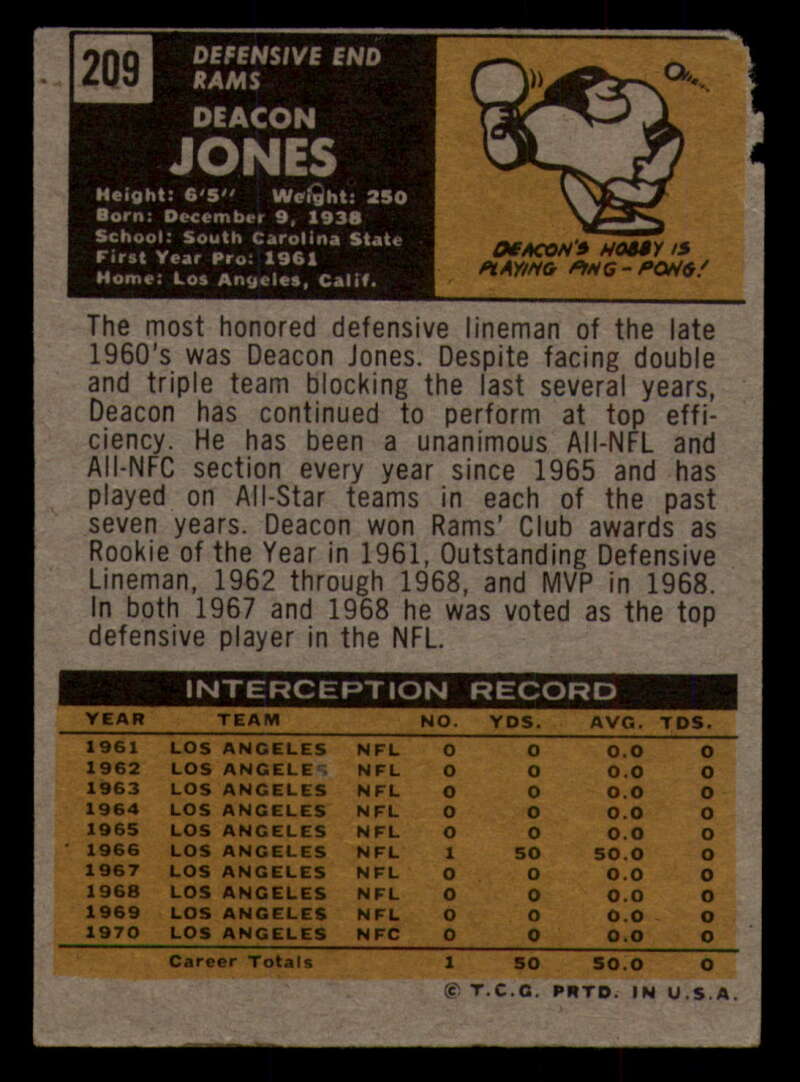 209
DEFENSIVE END
RAMS
DEACON
JONES
Height: 6'5" Weight: 250
Born: December 9, 1938
School: South Carolina State
First Year Pro: 1961
Home: Los Angeles, Calif.
DEACON'S HOBBY IS
PLAYING PING-PONG!
The most honored defensive lineman of the late
1960's was Deacon Jones. Despite facing double
and triple team blocking the last several years,
Deacon has continued to perform at top effi-
ciency. He has been a unanimous All-NFL and
All-NFC section every year since 1965 and has
played on All-Star teams in each of the past
seven years. Deacon won Rams' Club awards as
Rookie of the Year in 1961, Outstanding Defensive
Lineman, 1962 through 1968, and MVP in 1968.
In both 1967 and 1968 he was voted as the top
defensive player in the NFL.
INTERCEPTION RECORD
YEAR TEAM NO. YDS. AVG. TDS.
1961 LOS ANGELES NFL 0 0 0.0 0
1962 LOS ANGELES NFL 0 0 0.0 0
1963 LOS ANGELES NFL 0 0 0.0 0
1964 LOS ANGELES NFL 0 0 0.0 0
1965 LOS ANGELES NFL 0 0 0.0 0
1966 LOS ANGELES NFL 1 50 50.0 0
1967 LOS ANGELES NFL 0 0 0.0 0
1968 LOS ANGELES NFL 0 0 0.0 0
1969 LOS ANGELES NFL 0 0 0.0 0
1970 LOS ANGELES NFC 0 0 0.0 0
Career Totals 1 50 50.0 0
© T.C.G. PRTD. IN U.S.A.